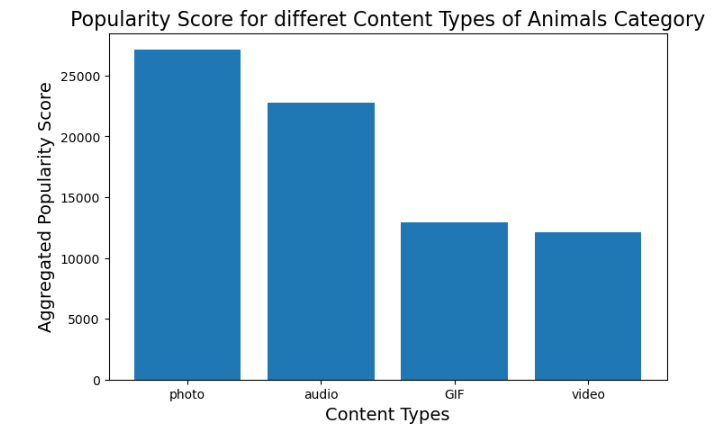 Popularity Score for differet Content Types of Animals Category
Aggregated Popularity Score
25000
20000
15000
10000
5000
0
photo audio GIF video
Content Types